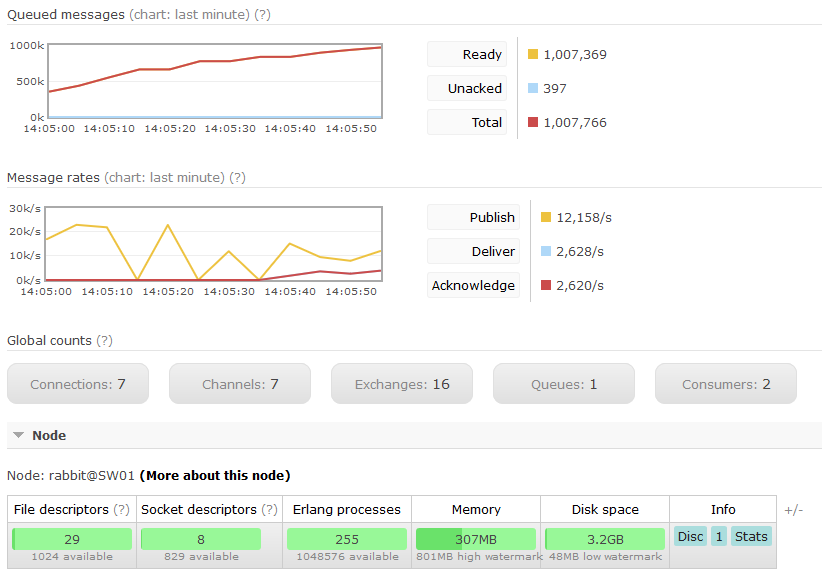 Queued messages (chart: last minute) (?)
1000k
500k
0k
14:05:00 14:05:10 14:05:20 14:05:30 14:05:40 14:05:50
Ready 1,007,369
Unacked 397
Total 1,007,766
Message rates (chart: last minute) (?)
30k/s
20k/s
10k/s
0k/s
14:05:00 14:05:10 14:05:20 14:05:30 14:05:40 14:05:50
Publish 12,158/s
Deliver 2,628/s
Acknowledge 2,620/s
Global counts (?)
Connections: 7 Channels: 7 Exchanges: 16 Queues: 1 Consumers: 2
Node
Node: rabbit@SW01 (More about this node)
File descriptors (?) Socket descriptors (?) Erlang processes Memory Disk space Info +/-
29 8 255 307MB 3.2GB Disc 1 Stats
1024 available 829 available 1048576 available 801MB high watermark 48MB low watermark